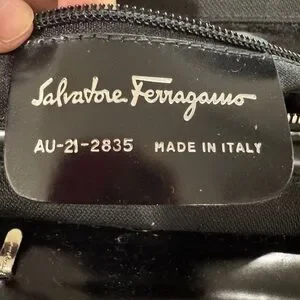 Salvatore Ferragamo
AU-21-2835 MADE IN ITALY